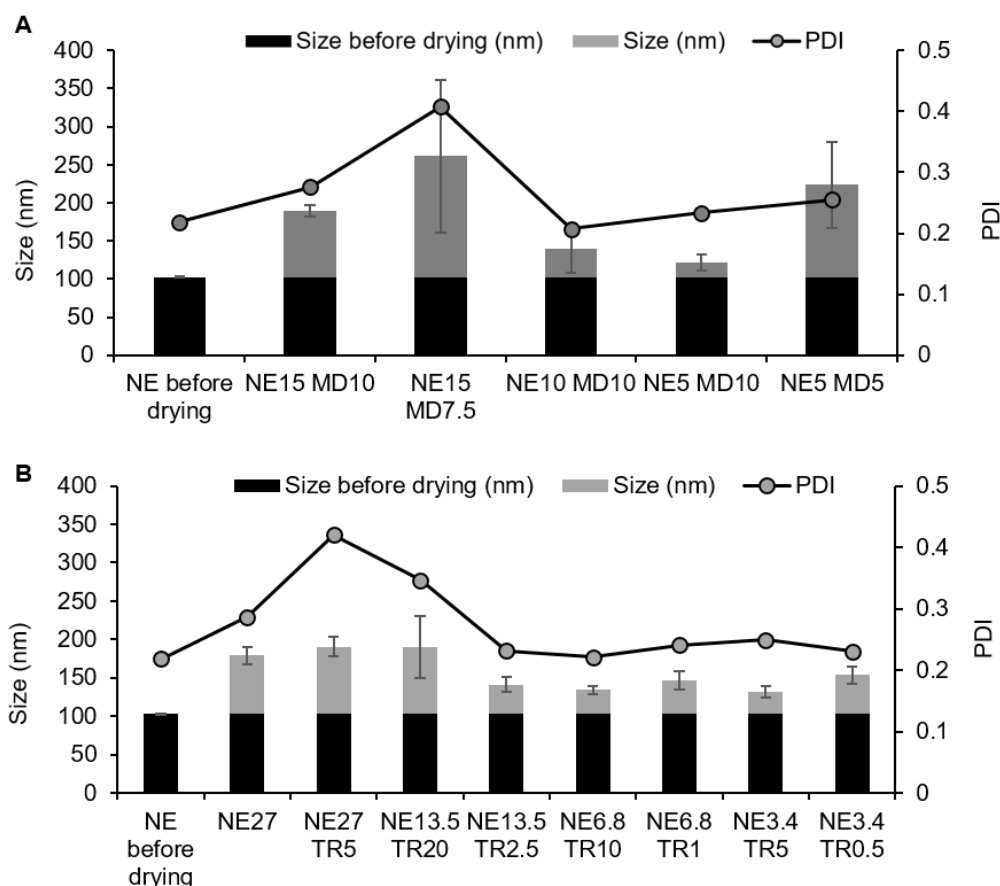 A
Size before drying (nm) Size (nm) PDI
400
350
300
250
200
150
100
50
0
Size (nm)
0.5
0.4
0.3
0.2
0.1
0
PDI
NE before drying
NE15 MD10
NE15 MD7.5
NE10 MD10
NE5 MD10
NE5 MD5
B
Size before drying (nm) Size (nm) PDI
400
350
300
250
200
150
100
50
0
Size (nm)
0.5
0.4
0.3
0.2
0.1
0
PDI
NE before drying
NE27
NE27 TR5
NE13.5 TR20
NE13.5 TR2.5
NE6.8 TR10
NE6.8 TR1
NE3.4 TR5
NE3.4 TR0.5